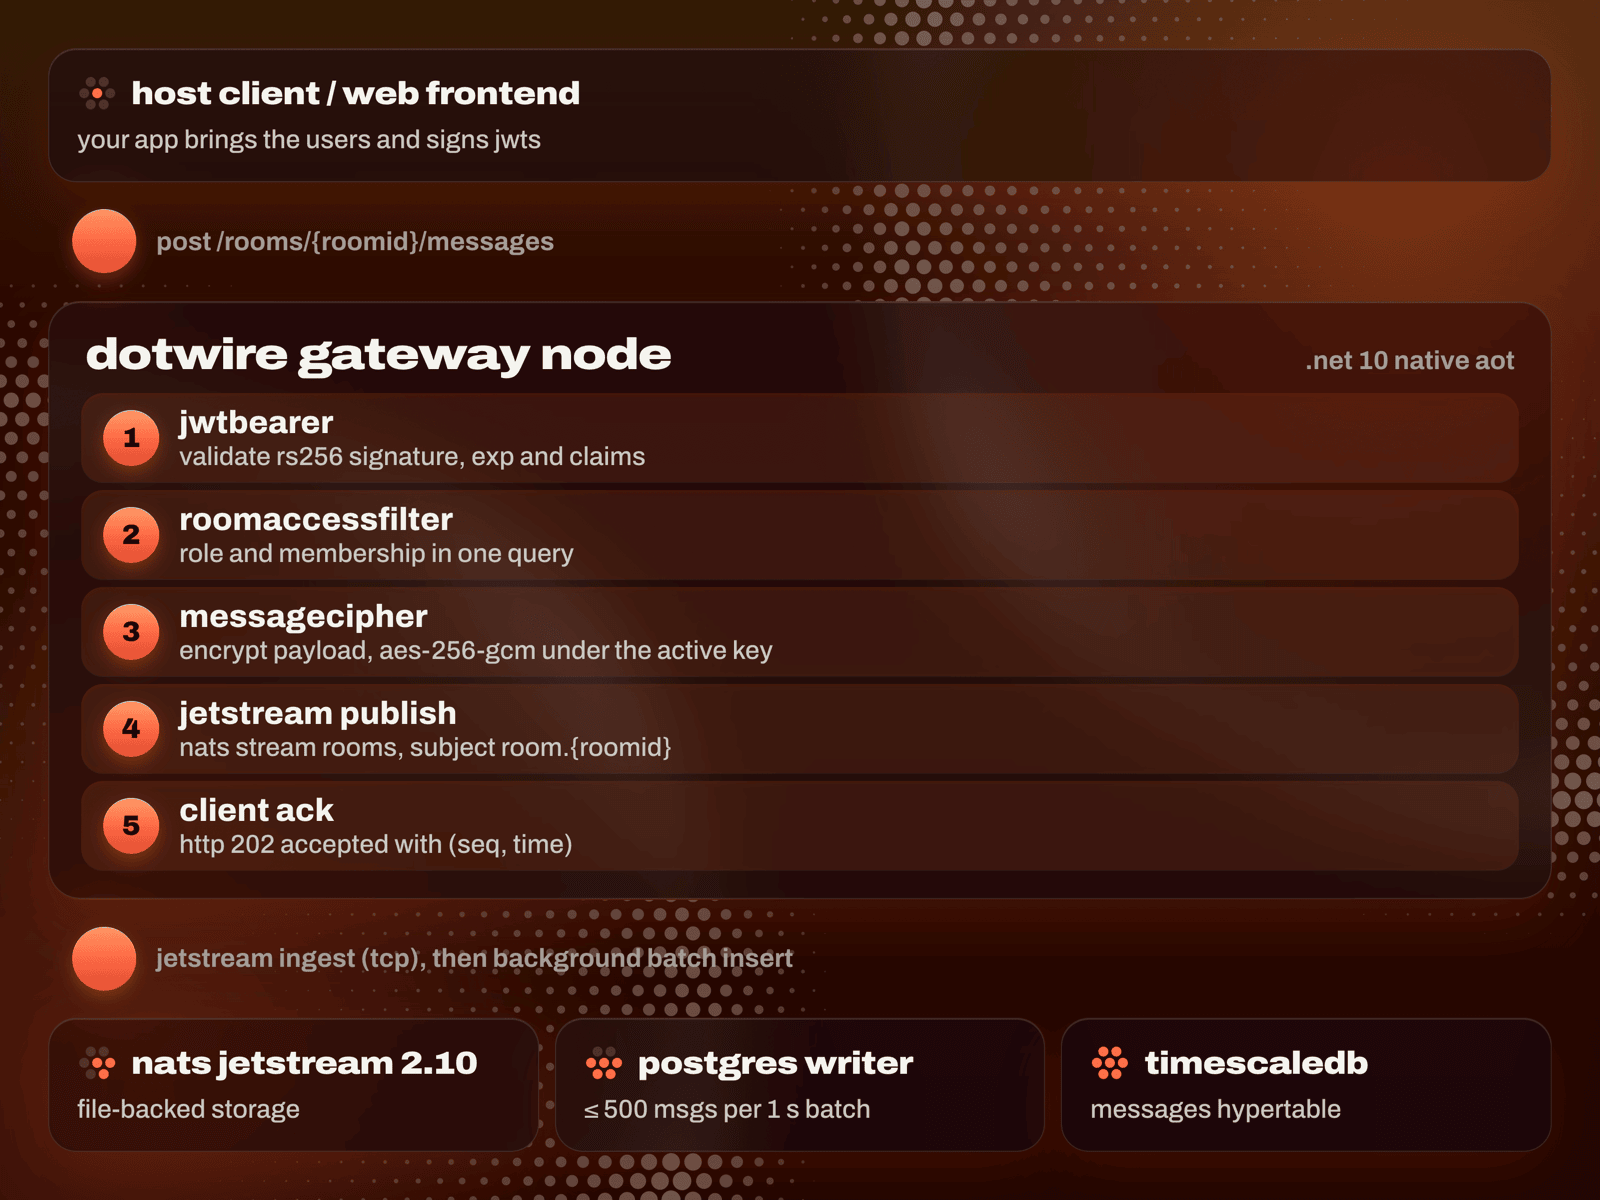 host client / web frontend
your app brings the users and signs jwts
post /rooms/{roomid}/messages
dotwire gateway node
.net 10 native aot
1
jwtbearer
validate rs256 signature, exp and claims
2
roomaccessfilter
role and membership in one query
3
messagecipher
encrypt payload, aes-256-gcm under the active key
4
jetstream publish
nats stream rooms, subject room.{roomid}
5
client ack
http 202 accepted with (seq, time)
jetstream ingest (tcp), then background batch insert
nats jetstream 2.10
file-backed storage
postgres writer
≤ 500 msgs per 1 s batch
timescaledb
messages hypertable